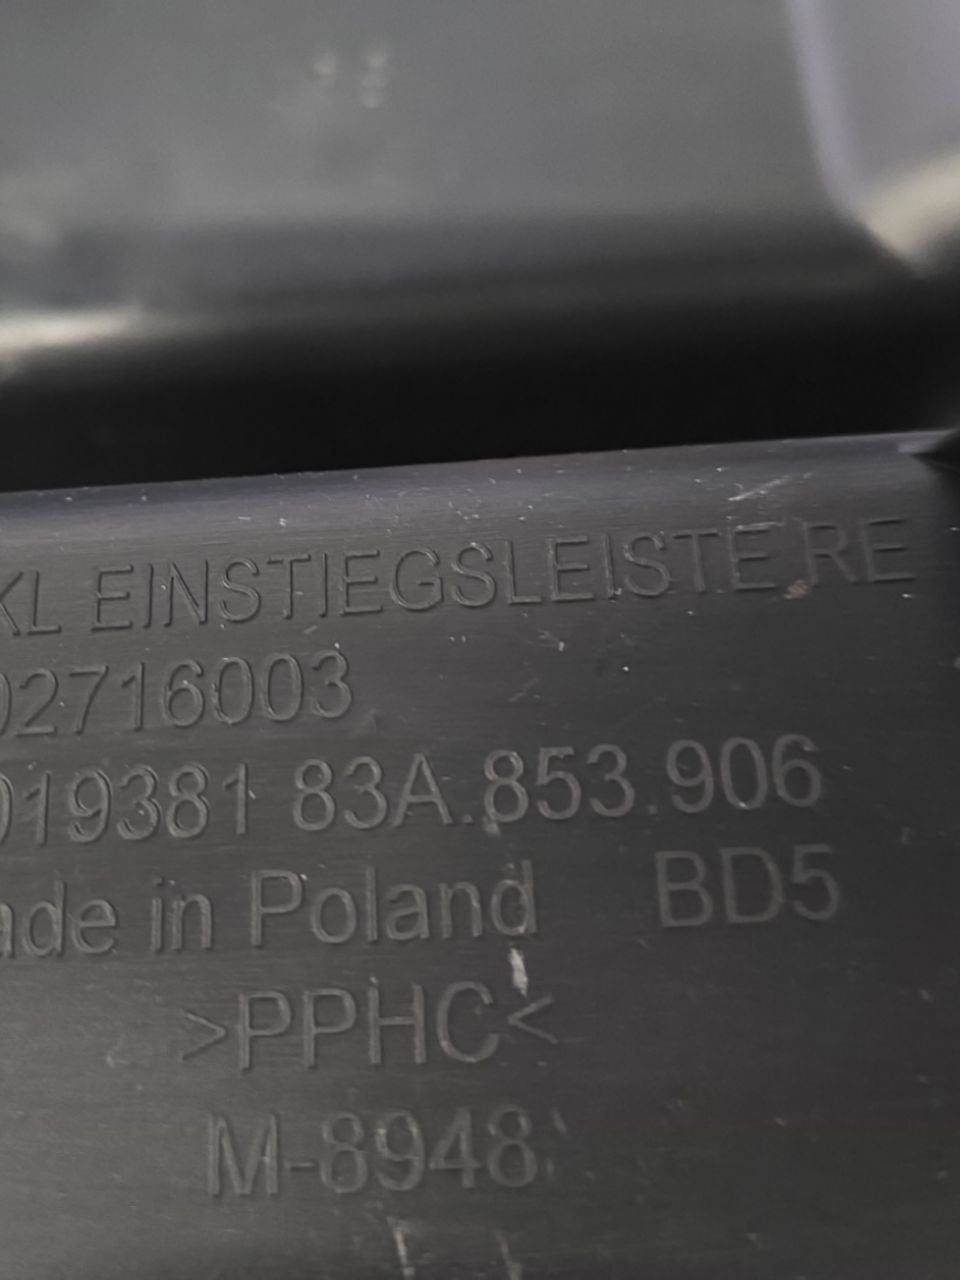 KL EINSTIEGSLEISTE RE
02716003
019381 83A.853.906
ade in Poland BD5
>PPHC<
M-8948